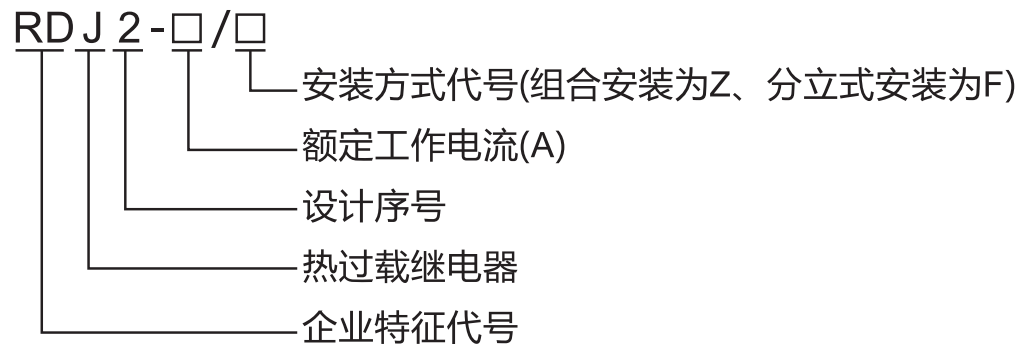 RDJ2-□/□
安装方式代号(组合安装为Z、分立式安装为F)
额定工作电流(A)
设计序号
热过载继电器
企业特征代号